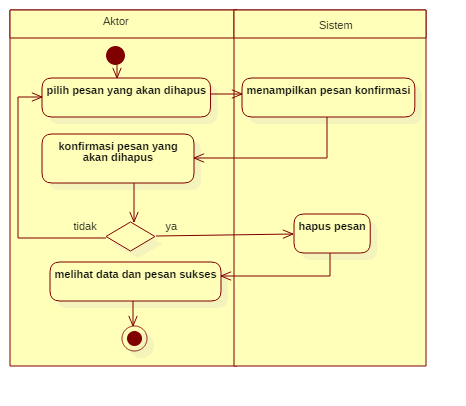 Aktor
Sistem
pilih pesan yang akan dihapus
menampilkan pesan konfirmasi
konfirmasi pesan yang
akan dihapus
tidak
ya
hapus pesan
melihat data dan pesan sukses